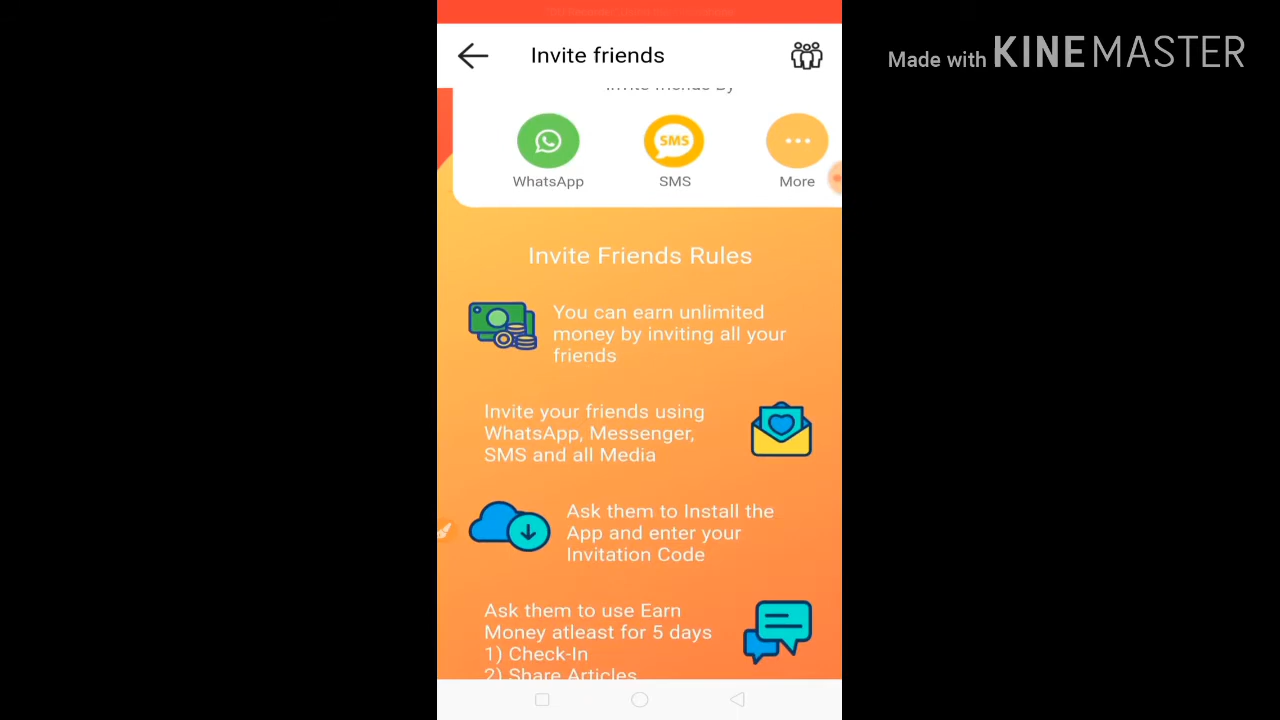 Made with KINEMASTER
Invite friends
Invite friends By
WhatsApp
SMS
SMS
More
Invite Friends Rules
You can earn unlimited
money by inviting all your
friends
Invite your friends using
WhatsApp, Messenger,
SMS and all Media
Ask them to Install the
App and enter your
Invitation Code
Ask them to use Earn
Money atleast for 5 days
1) Check-In
2) Share Articles